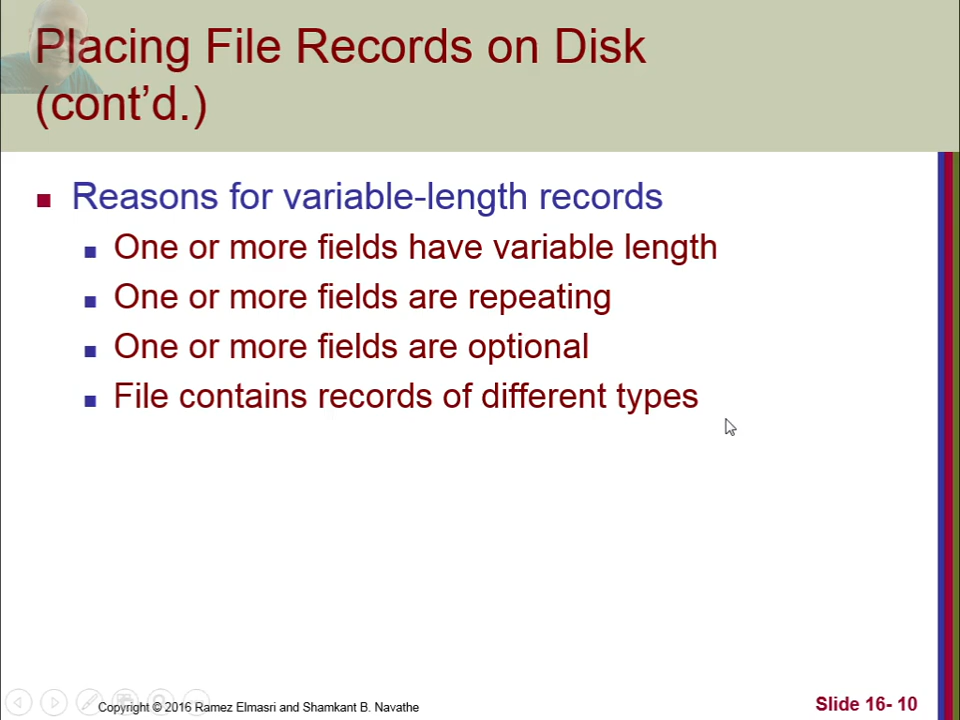 Placing File Records on Disk
(cont’d.)
Reasons for variable-length records
One or more fields have variable length
One or more fields are repeating
One or more fields are optional
File contains records of different types
Copyright © 2016 Ramez Elmasri and Shamkant B. Navathe
Slide 16- 10